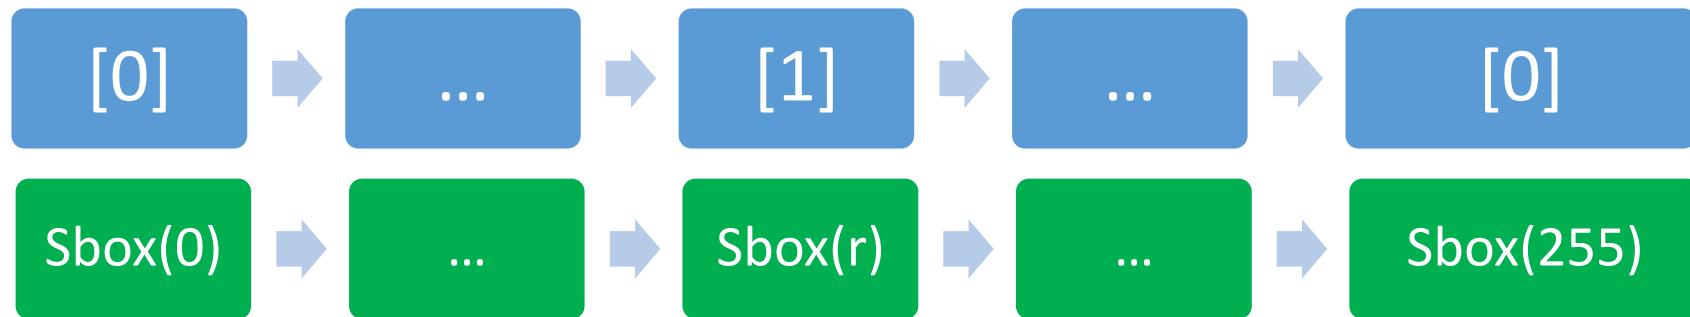 [0] ... [1] ... [0]
Sbox(0) ... Sbox(r) ... Sbox(255)